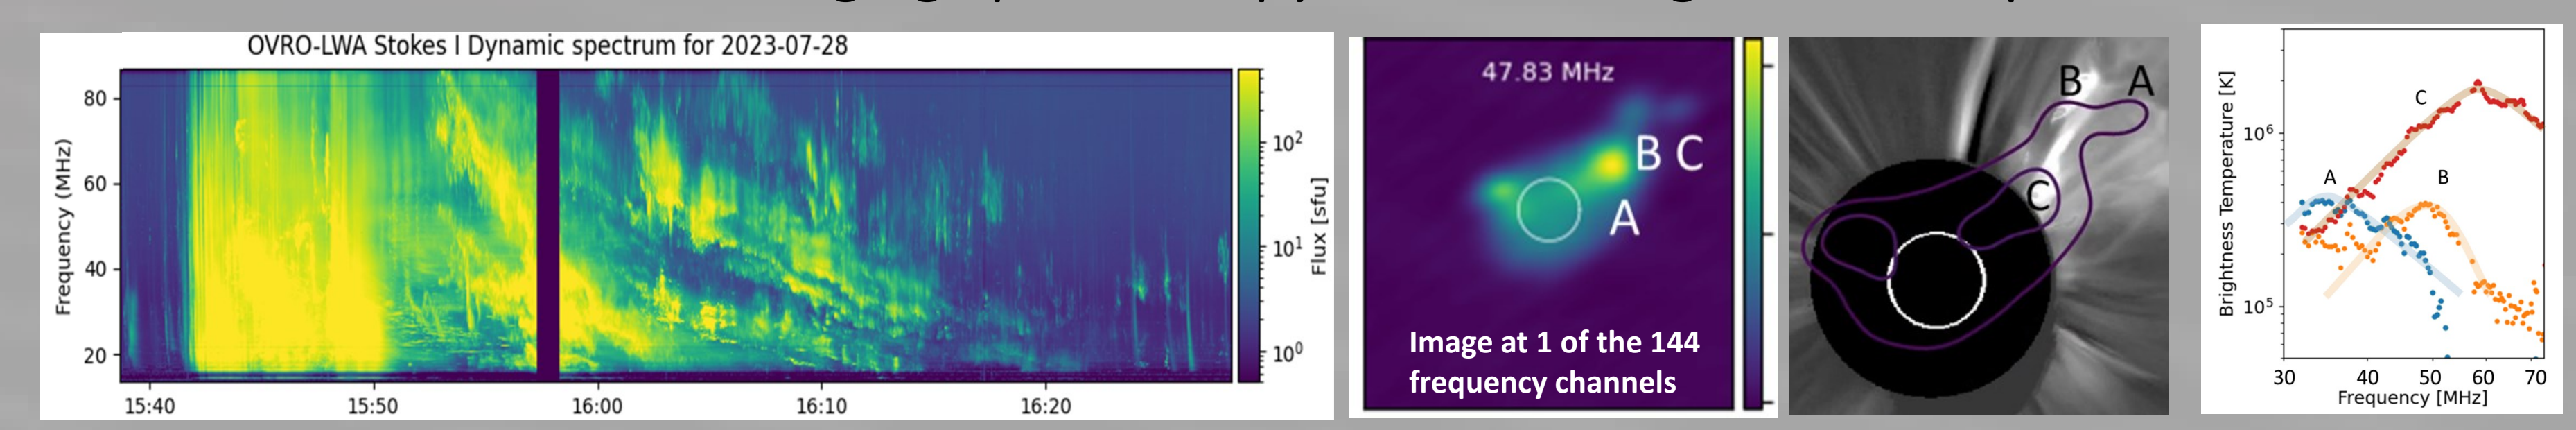 OVRO-LWA Stokes I Dynamic spectrum for 2023-07-28
Frequency (MHz)
80
60
40
20
15:40
15:50
16:00
16:10
16:20
10²
10¹
10⁰
Flux [sfu]
47.83 MHz
B C
A
Image at 1 of the 144
frequency channels
B A
C
Brightness Temperature [K]
10⁶
10⁵
C
A
B
30
40
50
60
70
Frequency [MHz]